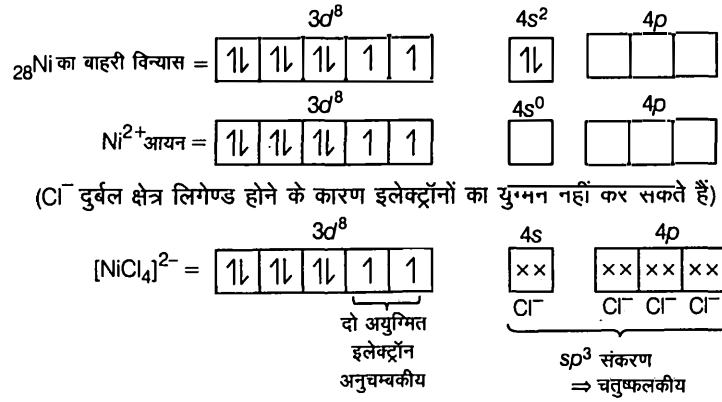 3d⁸ 4s² 4p
₂₈Ni का बाहरी विन्यास = 1L 1L 1L 1 1 1L
3d⁸ 4s⁰ 4p
Ni²⁺ आयन = 1L 1L 1L 1 1
(Cl⁻ दुर्बल क्षेत्र लिगेण्ड होने के कारण इलेक्ट्रॉनों का युग्मन नहीं कर सकते हैं)
3d⁸ 4s 4p
[NiCl₄]²⁻ = 1L 1L 1L 1 1 ×× ×× ×× ××
Cl⁻ Cl⁻ Cl⁻ Cl⁻
दो अयुग्मित
इलेक्ट्रॉन
अनुचम्बकीय
sp³ संकरण
⇒ चतुष्फलकीय